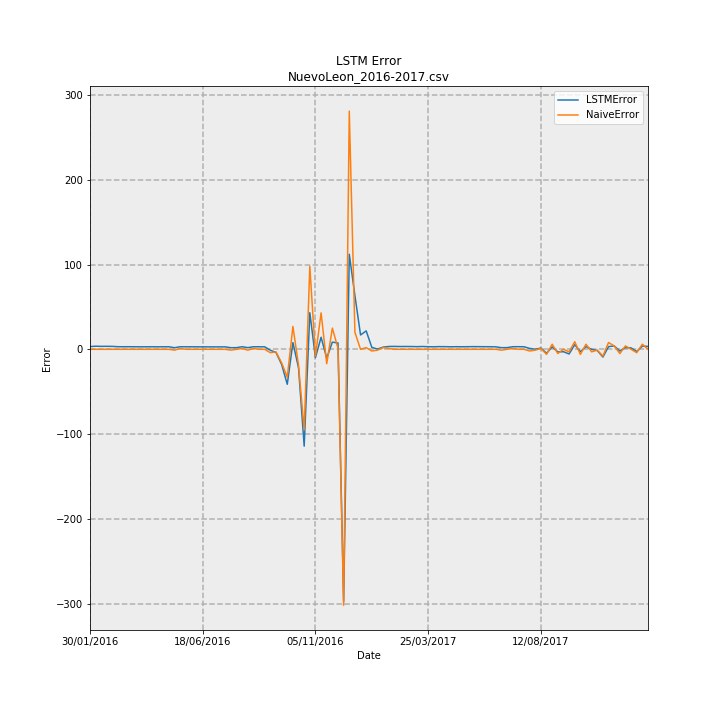 LSTM Error
NuevoLeon_2016-2017.csv
LSTMError
NaiveError
300
200
100
0
−100
−200
−300
Error
30/01/2016
18/06/2016
05/11/2016
25/03/2017
12/08/2017
Date